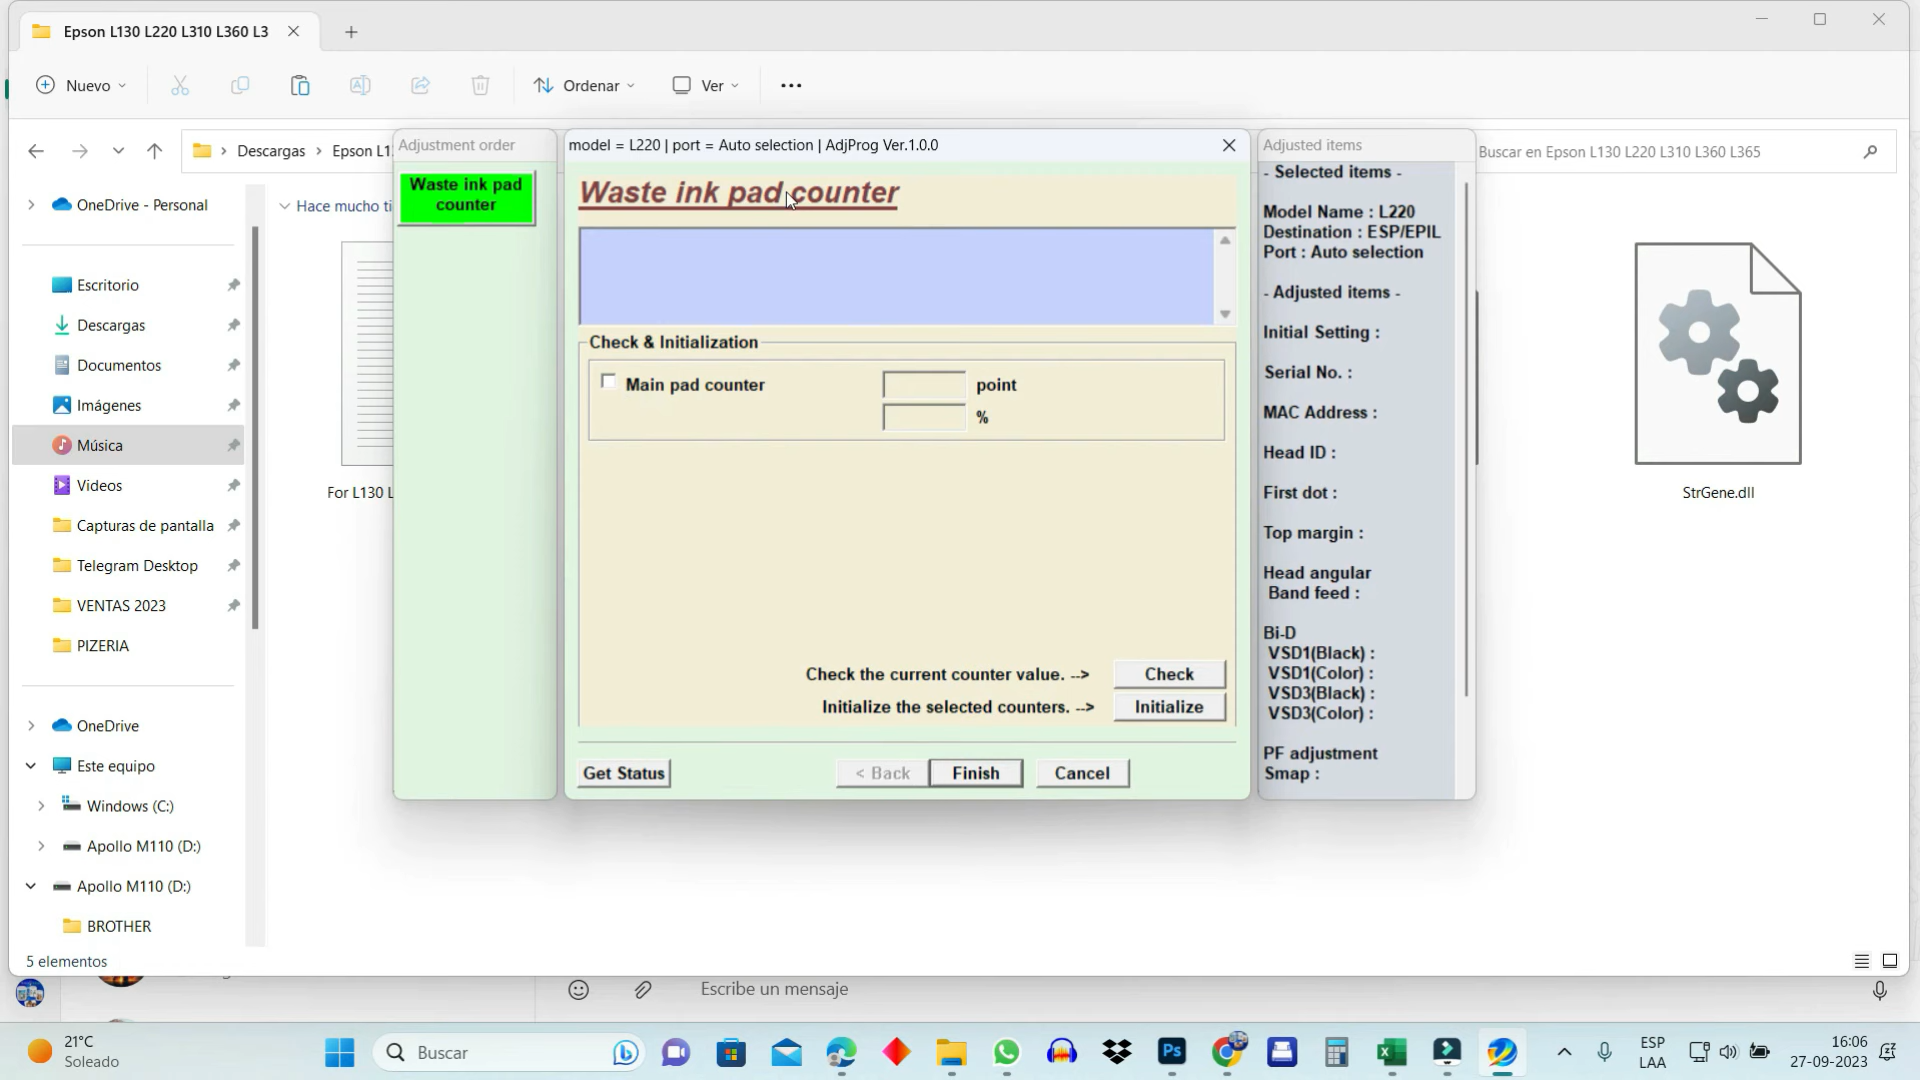 Epson L130 L220 L310 L360 L3
Nuevo
Ordenar
Ver
Descargas
Epson L1
Buscar en Epson L130 L220 L310 L360 L365
OneDrive - Personal
Escritorio
Descargas
Documentos
Imágenes
Música
Videos
Capturas de pantalla
Telegram Desktop
VENTAS 2023
PIZERIA
OneDrive
Este equipo
Windows (C:)
Apollo M110 (D:)
Apollo M110 (D:)
BROTHER
5 elementos
Hace mucho ti
For L130 L
StrGene.dll
Adjustment order
Waste ink pad
counter
model = L220 | port = Auto selection | AdjProg Ver.1.0.0
Waste ink pad counter
Check & Initialization
Main pad counter
point
%
Check the current counter value. -->
Check
Initialize the selected counters. -->
Initialize
Get Status
< Back
Finish
Cancel
Adjusted items
- Selected items -
Model Name : L220
Destination : ESP/EPIL
Port : Auto selection
- Adjusted items -
Initial Setting :
Serial No. :
MAC Address :
Head ID :
First dot :
Top margin :
Head angular
Band feed :
Bi-D
VSD1(Black) :
VSD1(Color) :
VSD3(Black) :
VSD3(Color) :
PF adjustment
Smap :
Escribe un mensaje
21°C
Soleado
Buscar
Ps
ESP
LAA
16:06
27-09-2023